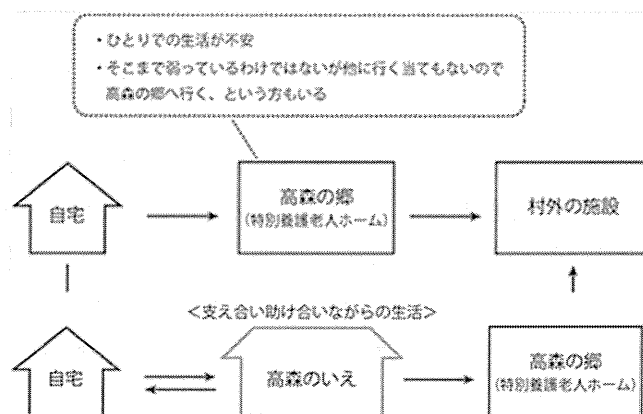 ・ひとりでの生活が不安
・そこまで弱っているわけではないが他に行く当てもないので
高森の郷へ行く、という方もいる
自宅
高森の郷
(特別養護老人ホーム)
村外の施設
<支え合い助け合いながらの生活>
自宅
高森のいえ
高森の郷
(特別養護老人ホーム)